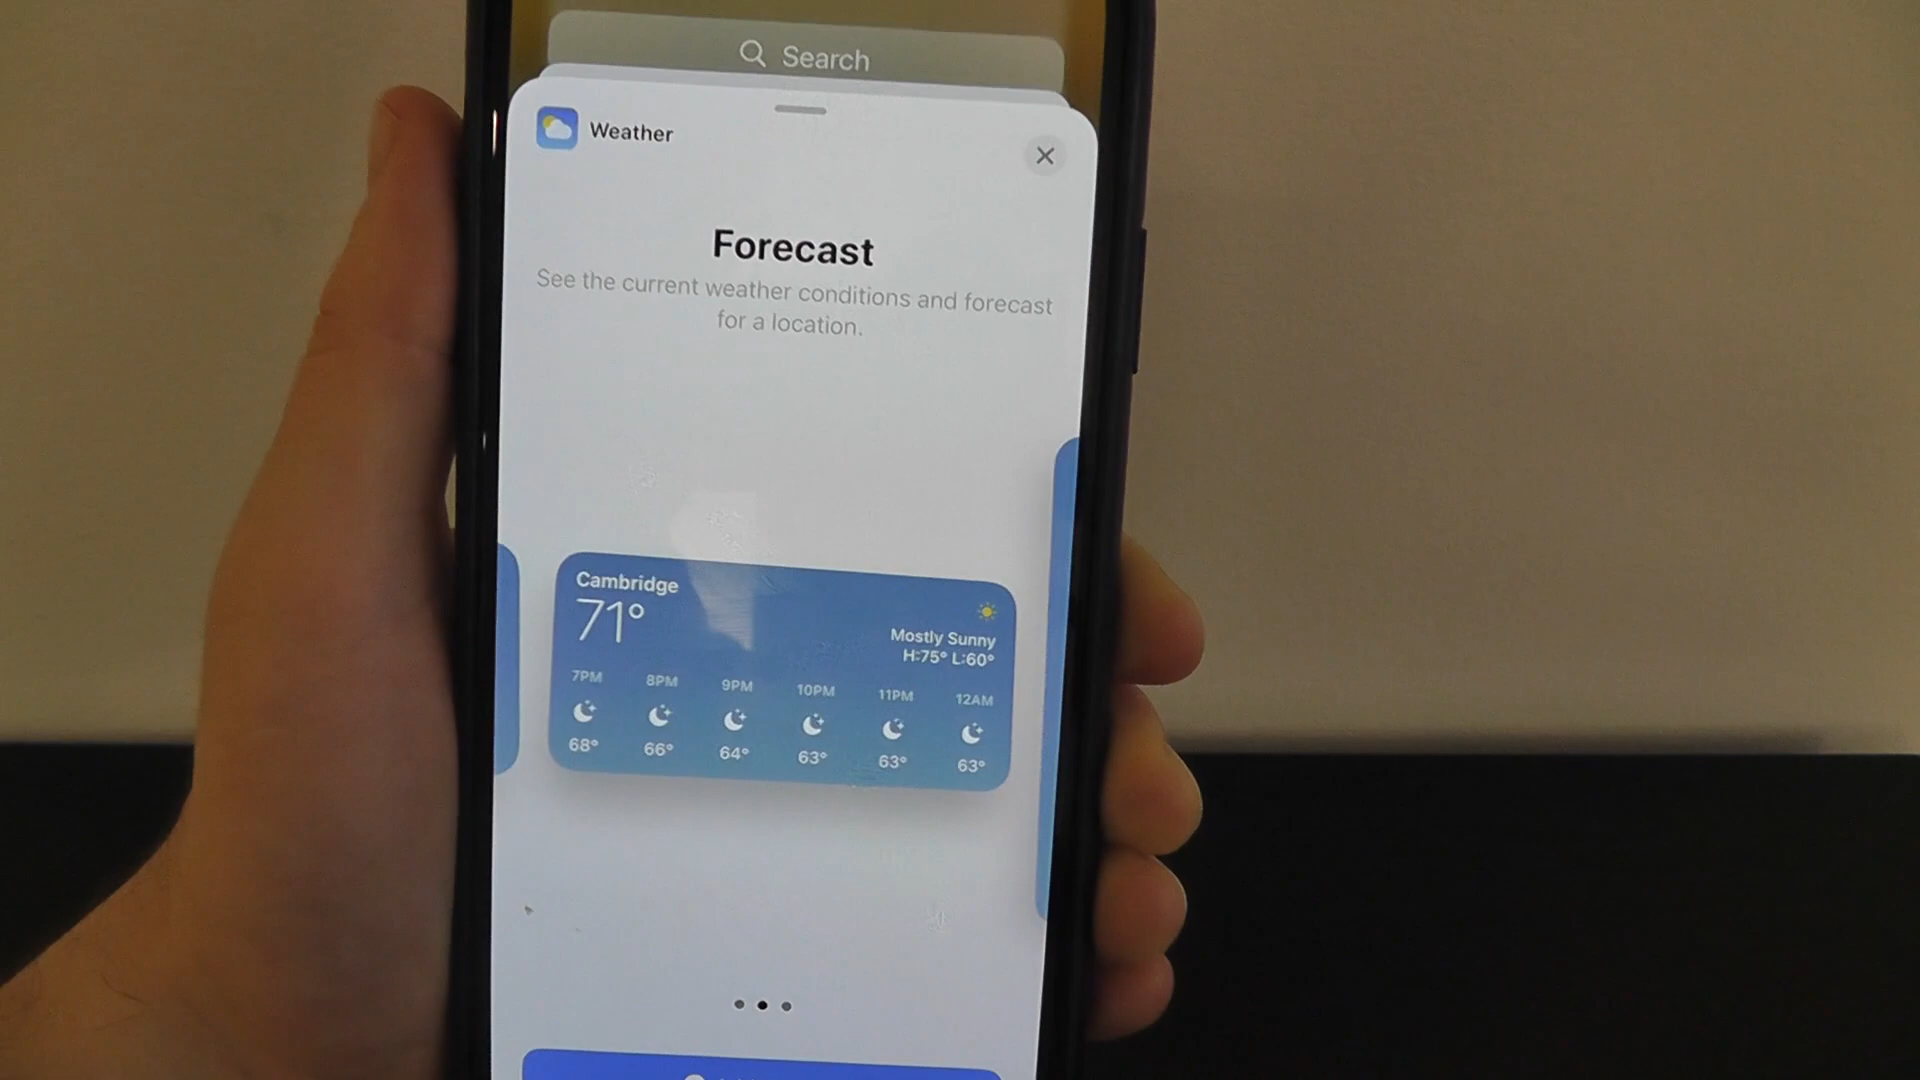 Search
Weather
Forecast
See the current weather conditions and forecast
for a location.
Cambridge
71°
Mostly Sunny
H:75° L:60°
7PM 8PM 9PM 10PM 11PM 12AM
68° 66° 64° 63° 63° 63°